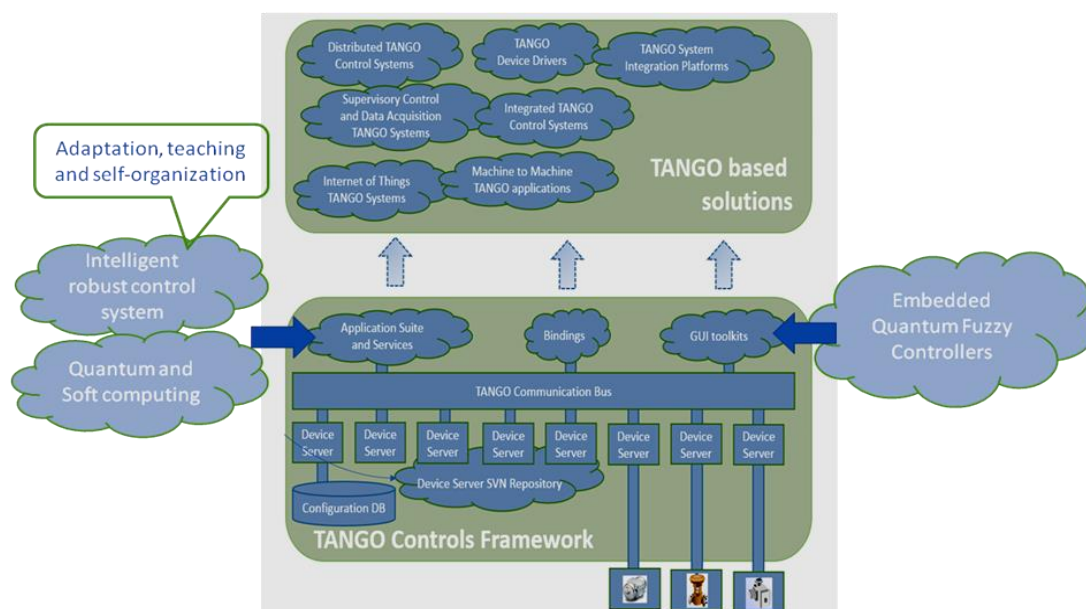 Distributed TANGO
Control Systems
TANGO
Device Drivers
TANGO System
Integration Platforms
Supervisory Control
and Data Acquisition
TANGO Systems
Integrated TANGO
Control Systems
Internet of Things
TANGO Systems
Machine to Machine
TANGO applications
TANGO based
solutions
Adaptation, teaching
and self-organization
Intelligent
robust control
system
Quantum and
Soft computing
Embedded
Quantum Fuzzy
Controllers
Application Suite
and Services
Bindings
GUI toolkits
TANGO Communication Bus
Device
Server
Device
Server
Device
Server
Device
Server
Device
Server
Device
Server
Device
Server
Device
Server
Device Server SVN Repository
Configuration DB
TANGO Controls Framework